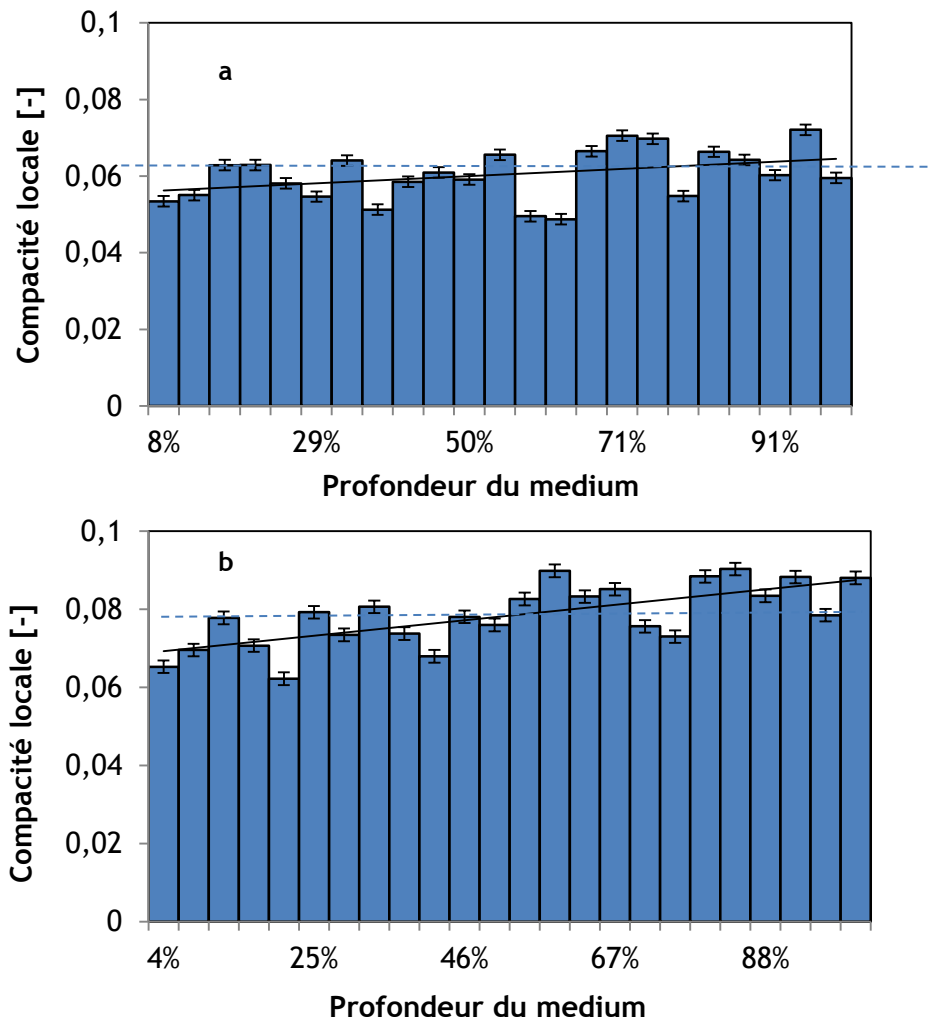 0,1
a
0,08
0,06
0,04
0,02
0
Compacité locale [-]
8% 29% 50% 71% 91%
Profondeur du medium
0,1
b
0,08
0,06
0,04
0,02
0
Compacité locale [-]
4% 25% 46% 67% 88%
Profondeur du medium